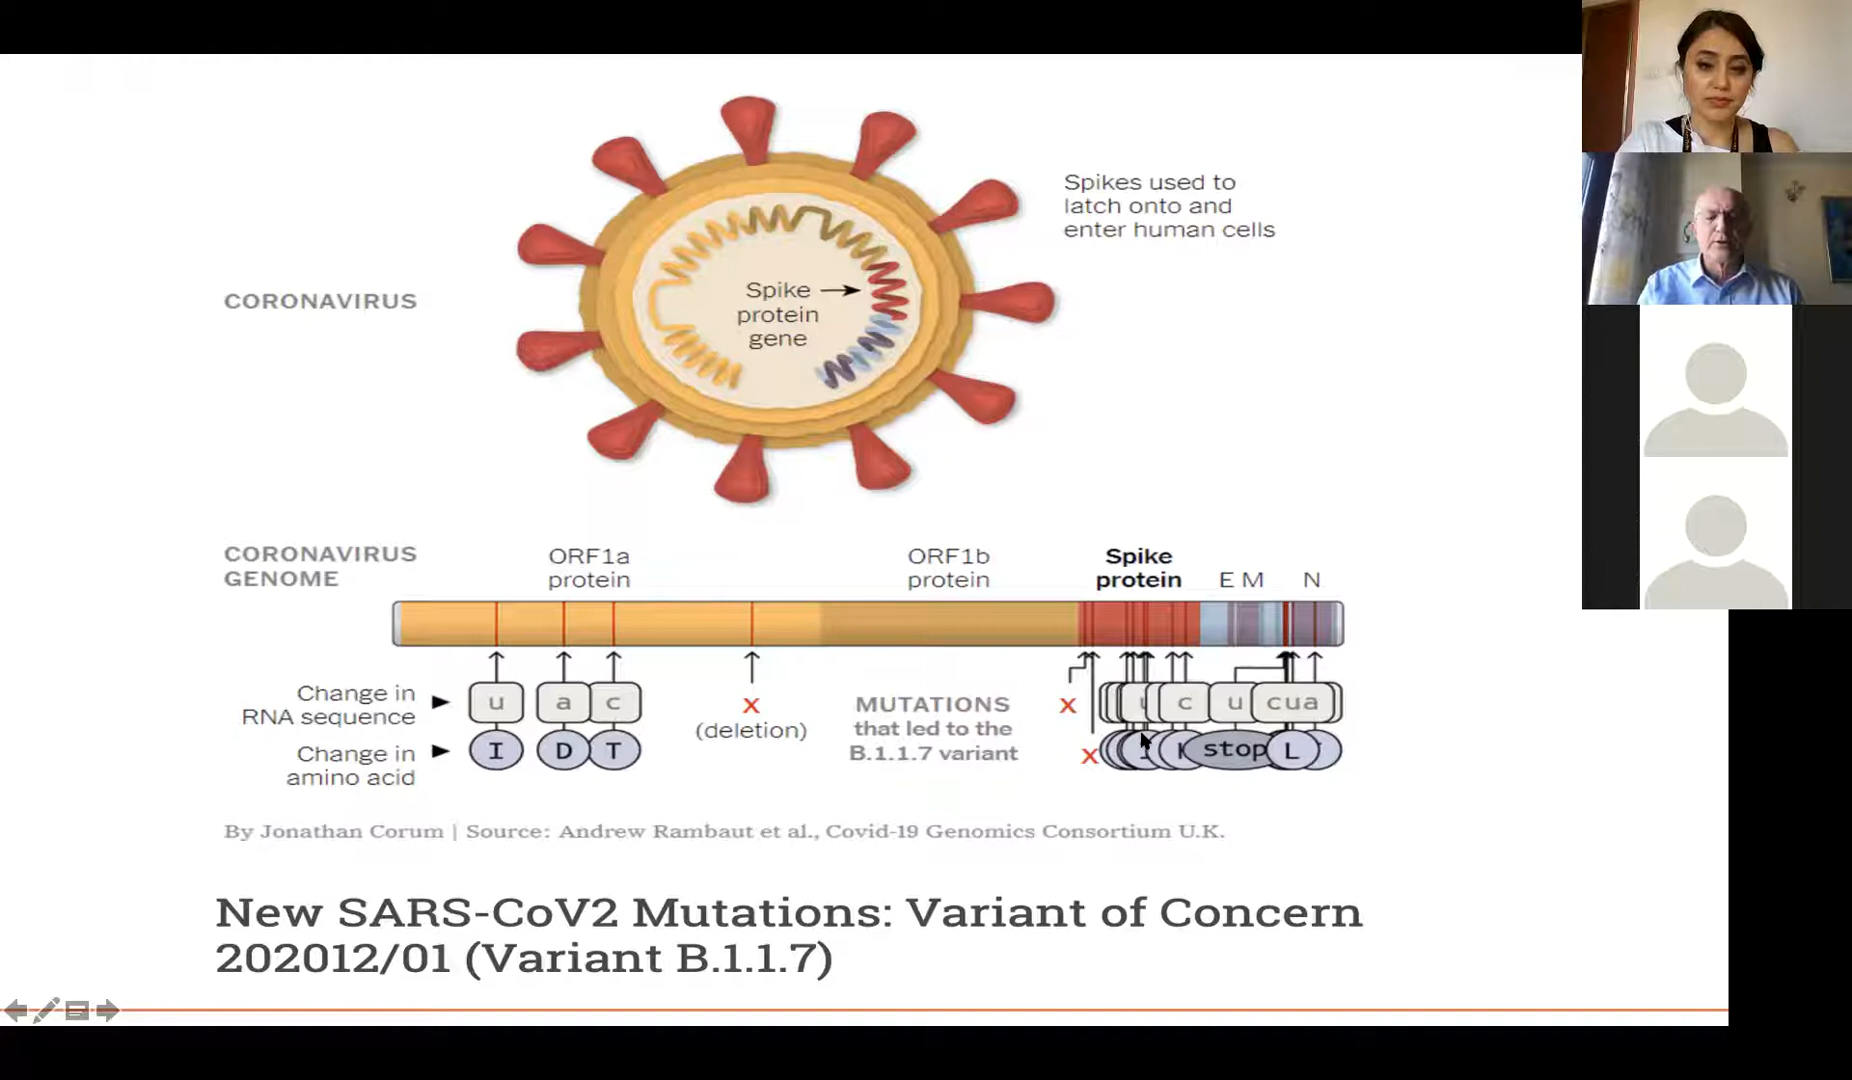 Spikes used to
latch onto and
enter human cells
CORONAVIRUS
Spike
protein
gene
CORONAVIRUS
GENOME
ORF1a
protein
ORF1b
protein
Spike
protein
E M
N
Change in
RNA sequence
u
a
c
x
(deletion)
MUTATIONS
that led to the
B.1.1.7 variant
x
u
c
u
cua
Change in
amino acid
I
D
T
x
stop
L
By Jonathan Corum | Source: Andrew Rambaut et al., Covid-19 Genomics Consortium U.K.
New SARS-CoV2 Mutations: Variant of Concern
202012/01 (Variant B.1.1.7)